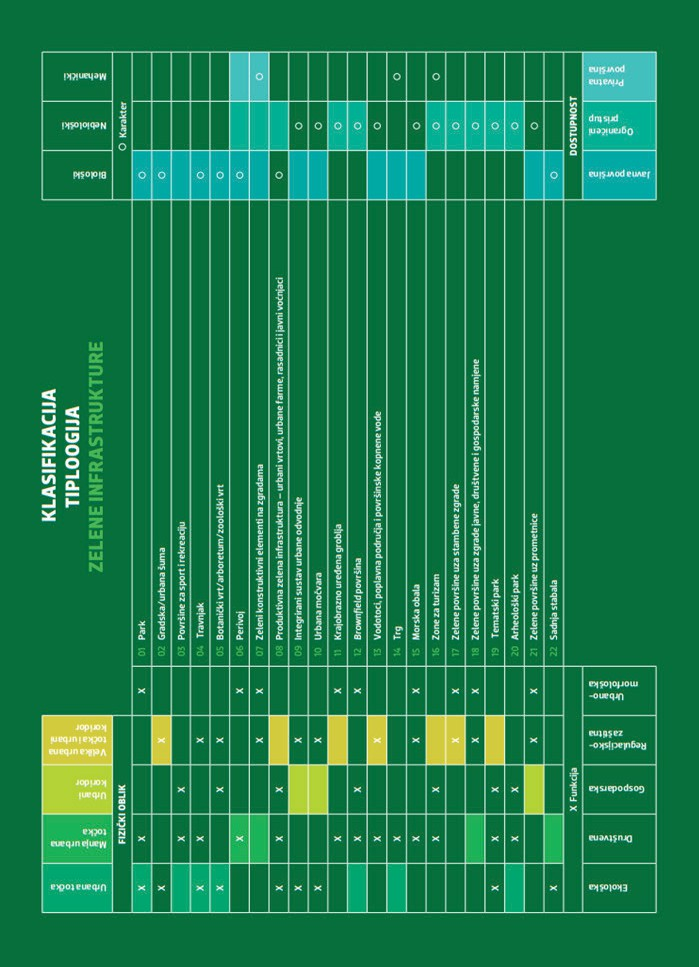 KLASIFIKACIJA
TIPLOOGIJA
ZELENE INFRASTRUKTURE
Urbana točka
Manja urbana
točka
Urbani
koridor
Velika urbana
točka i urbani
koridor
Biološki
Nebiološki
Mehanički
FIZIČKI OBLIK
O Karakter
01 Park
02 Gradska/urbana šuma
03 Površine za sport i rekreaciju
04 Travnjak
05 Botanički vrt/arboretum/zoološki vrt
06 Perivoj
07 Zeleni konstruktivni elementi na zgradama
08 Produktivna zelena infrastruktura – urbani vrtovi, urbane farme, rasadnici i javni voćnjaci
09 Integrirani sustav urbane odvodnje
10 Urbana močvara
11 Krajobrazno uređena groblja
12 Brownfield površina
13 Vodotoci, poplavna područja i površinske kopnene vode
14 Trg
15 Morska obala
16 Zone za turizam
17 Zelene površine uza stambene zgrade
18 Zelene površine uza zgrade javne, društvene i gospodarske namjene
19 Tematski park
20 Arheološki park
21 Zelene površine uz prometnice
22 Sadnja stabala
X Funkcija
DOSTUPNOST
Ekološka
Društvena
Gospodarska
Regulacijsko-
zaštitna
Urbano-
morfološka
Javna površina
Ograničeni
pristup
Privatna
površina